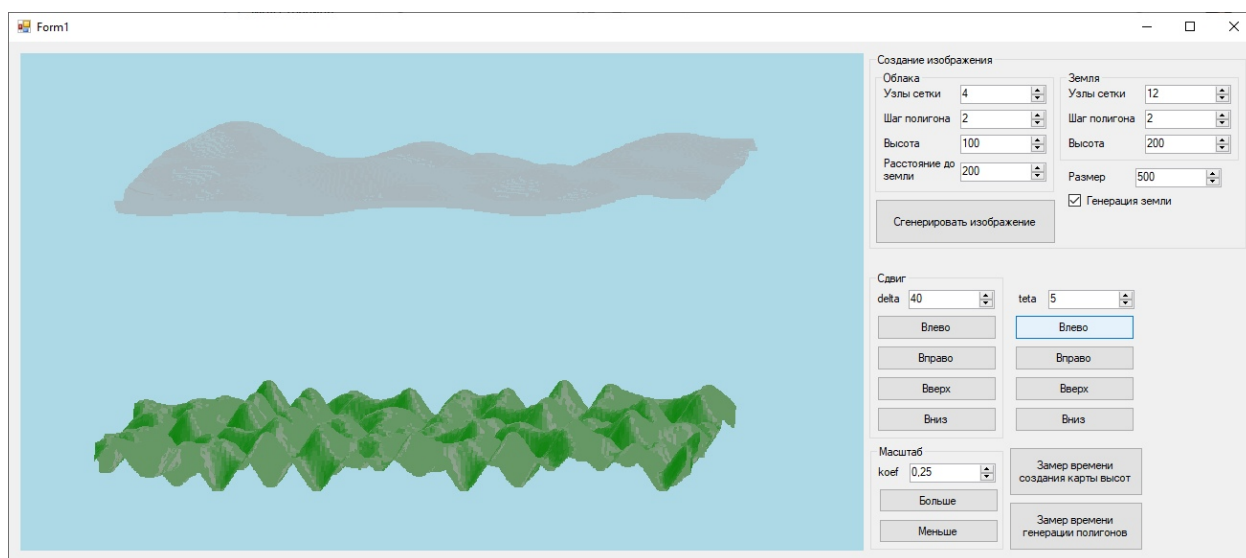 Form1
Создание изображения
Облака
Узлы сетки 4
Шаг полигона 2
Высота 100
Расстояние до
земли 200
Земля
Узлы сетки 12
Шаг полигона 2
Высота 200
Размер 500
Генерация земли
Сгенерировать изображение
Сдвиг
delta 40
Влево
Вправо
Вверх
Вниз
teta 5
Влево
Вправо
Вверх
Вниз
Масштаб
koef 0,25
Больше
Меньше
Замер времени
создания карты высот
Замер времени
генерации полигонов